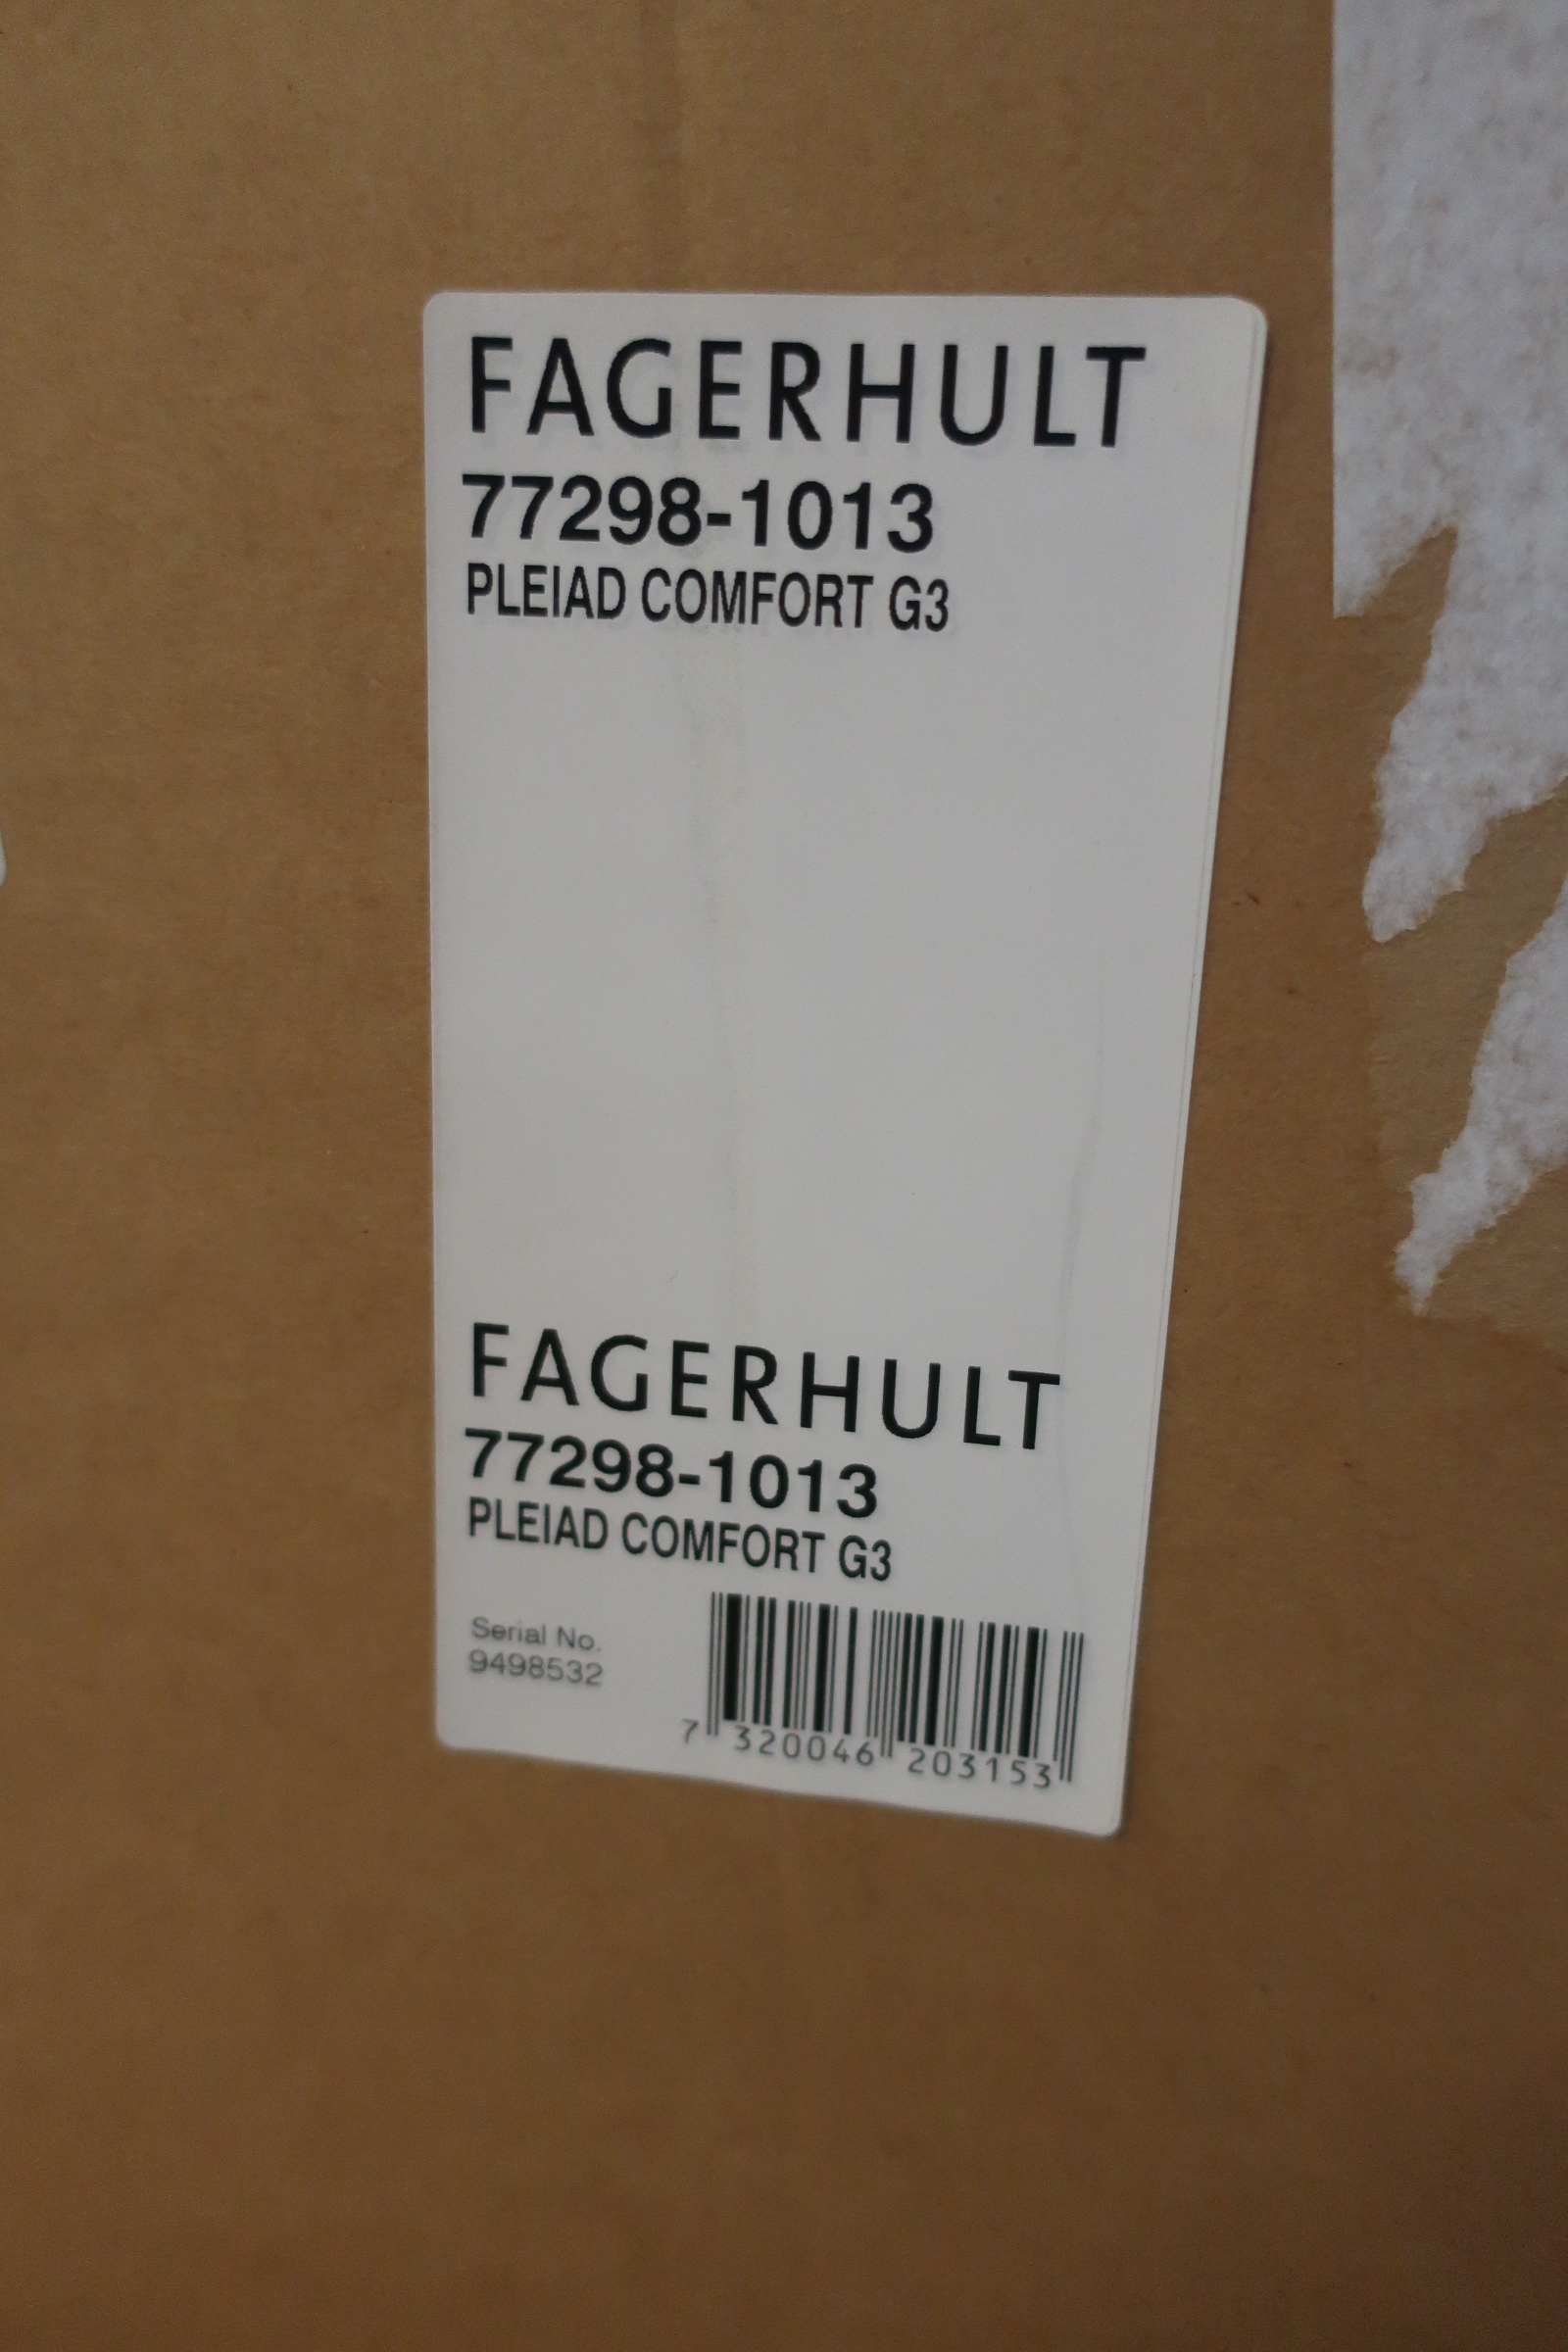 FAGERHULT
77298-1013
PLEIAD COMFORT G3
FAGERHULT
77298-1013
PLEIAD COMFORT G3
Serial No.
9498532
7 320046 203153